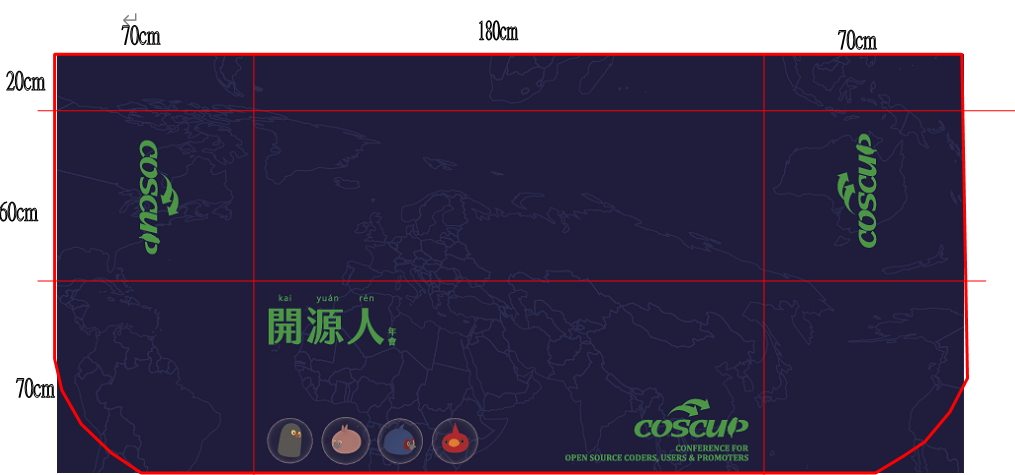 70cm
180cm
70cm
20cm
COSCUP
COSCUP
60cm
kai yuán rén
開源人年會
70cm
COSCUP
CONFERENCE FOR
OPEN SOURCE CODERS, USERS & PROMOTERS